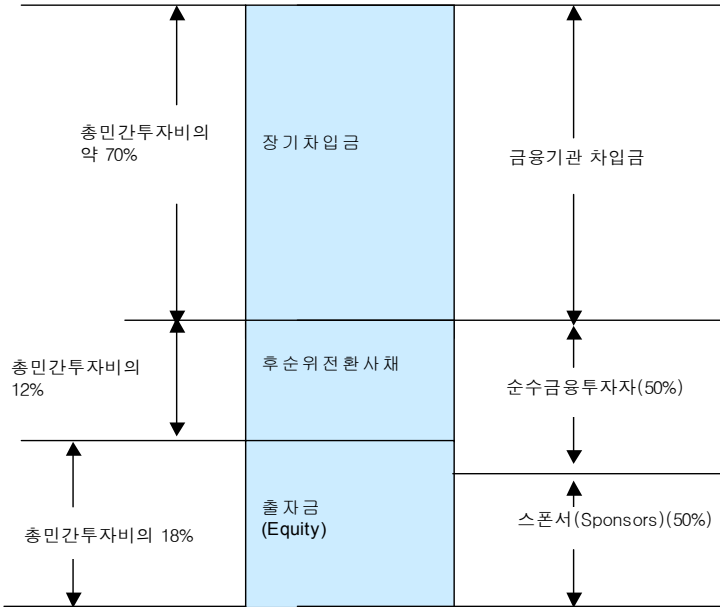 총민간투자비의
약 70%
장기차입금
금융기관 차입금
총민간투자비의
12%
후순위전환사채
순수금융투자자(50%)
총민간투자비의 18%
출자금
(Equity)
스폰서(Sponsors)(50%)